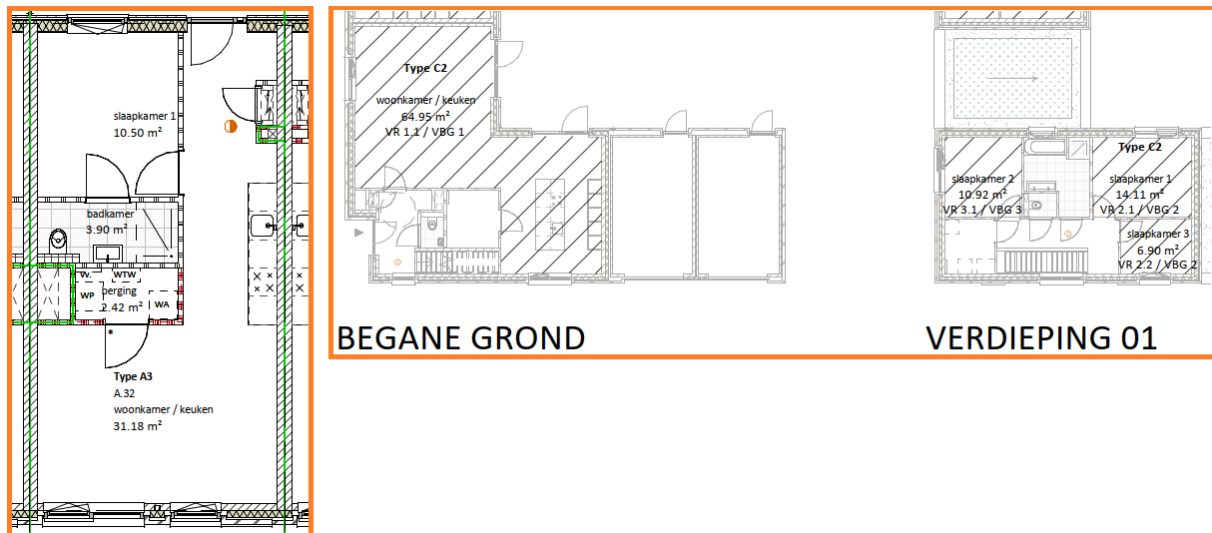 slaapkamer 1
10.50 m²
badkamer
3.90 m²
W.
WTW
WP
berging
2.42 m²
WA
*
Type A3
A.32
woonkamer / keuken
31.18 m²
Type C2
woonkamer / keuken
64.95 m²
VR 1.1 / VBG 1
BEGANE GROND
Type C2
slaapkamer 2
10.92 m²
VR 3.1 / VBG 3
slaapkamer 1
14.11 m²
VR 2.1 / VBG 2
slaapkamer 3
6.90 m²
VR 2.2 / VBG 2
VERDIEPING 01